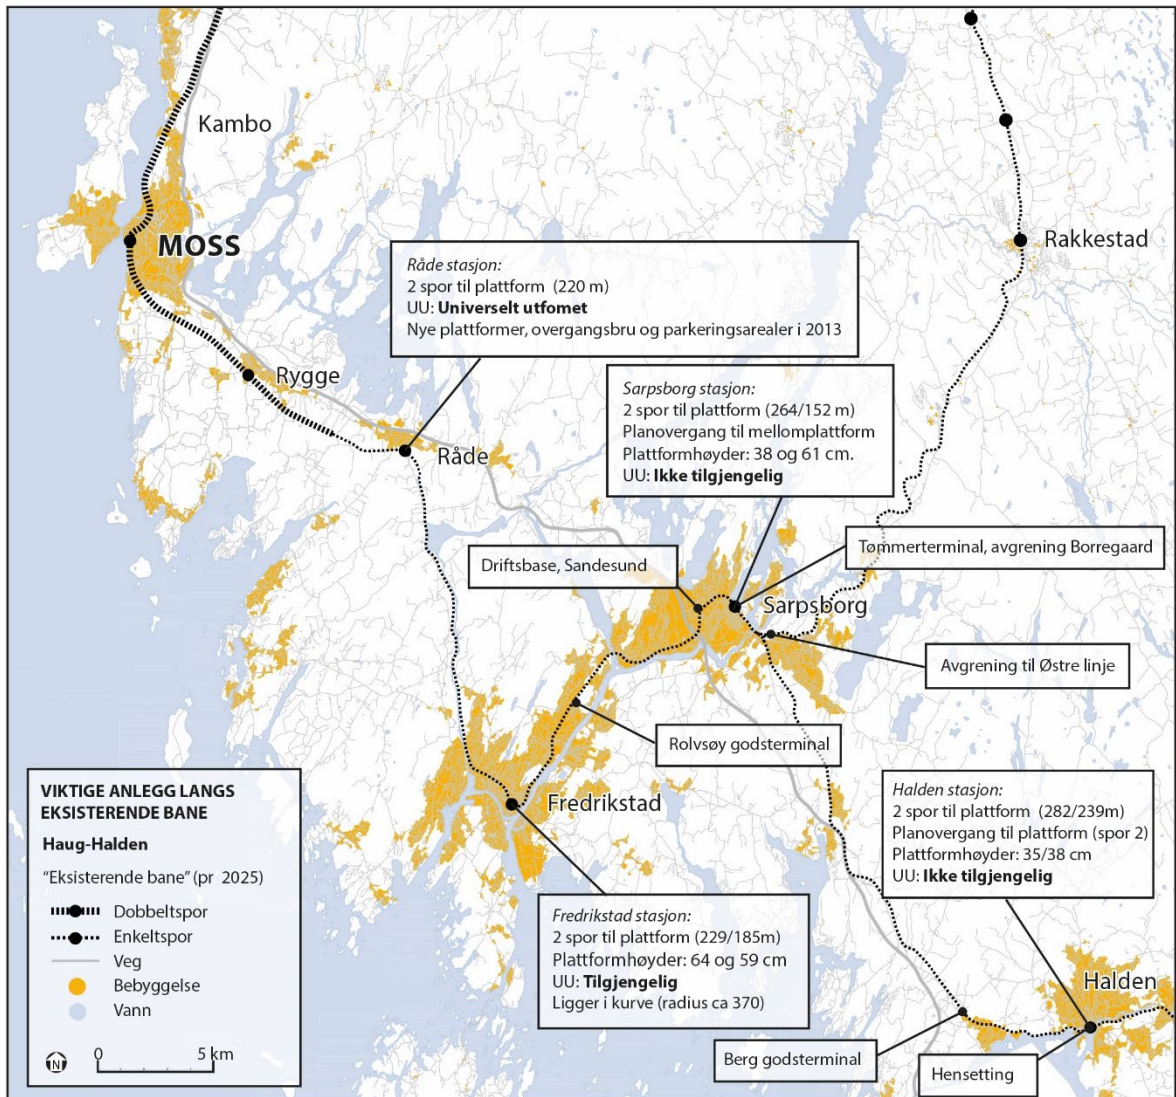 Kambo
MOSS
Rakkestad
Råde stasjon:
2 spor til plattform (220 m)
UU: Universelt utfomet
Nye plattformer, overgangsbru og parkeringsarealer i 2013
Rygge
Råde
Sarpsborg stasjon:
2 spor til plattform (264/152 m)
Planovergang til mellomplattform
Plattformhøyder: 38 og 61 cm.
UU: Ikke tilgjengelig
Driftsbase, Sandesund
Tømmerterminal, avgrening Borregaard
Sarpsborg
Avgrening til Østre linje
Rolvsøy godsterminal
Fredrikstad
Halden stasjon:
2 spor til plattform (282/239m)
Planovergang til plattform (spor 2)
Plattformhøyder: 35/38 cm
UU: Ikke tilgjengelig
Fredrikstad stasjon:
2 spor til plattform (229/185m)
Plattformhøyder: 64 og 59 cm
UU: Tilgjengelig
Ligger i kurve (radius ca 370)
Halden
Berg godsterminal
Hensetting
VIKTIGE ANLEGG LANGS
EKSISTERENDE BANE
Haug-Halden
"Eksisterende bane" (pr 2025)
Dobbeltspor
Enkeltspor
Veg
Bebyggelse
Vann
N
0 5 km